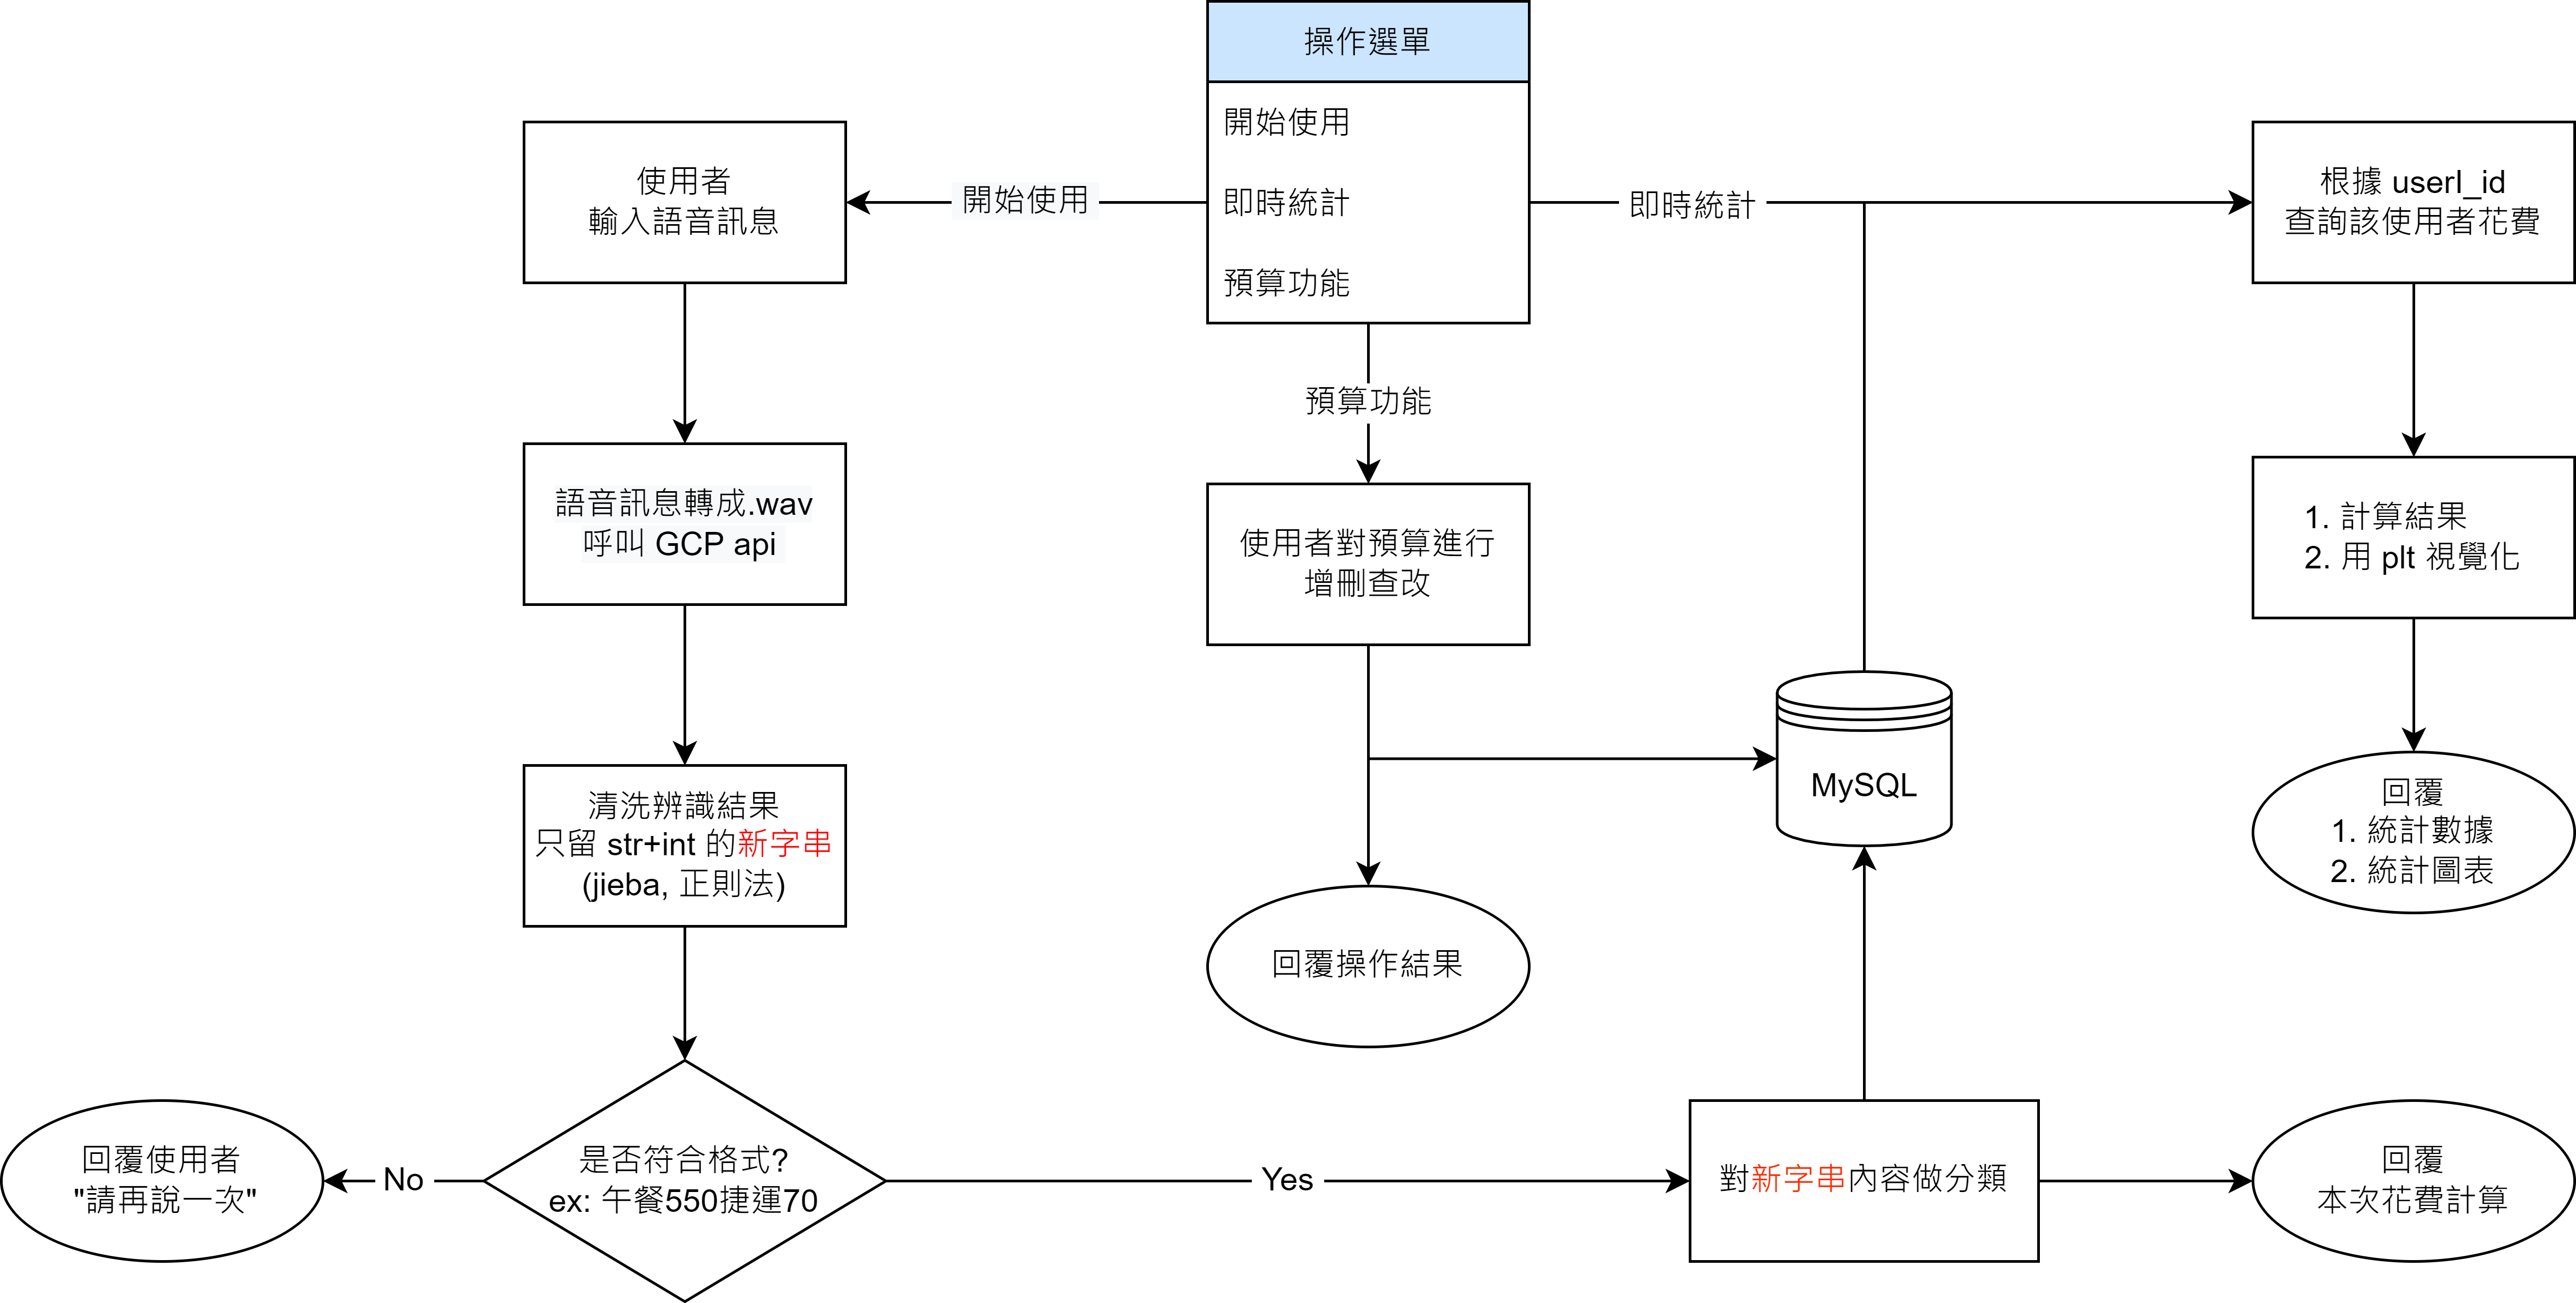 操作選單
開始使用
即時統計
預算功能
開始使用
即時統計
預算功能
使用者
輸入語音訊息
語音訊息轉成.wav
呼叫 GCP api
清洗辨識結果
只留 str+int 的新字串
(jieba, 正則法)
是否符合格式?
ex: 午餐550捷運70
No
回覆使用者
"請再說一次"
Yes
對新字串內容做分類
回覆
本次花費計算
MySQL
使用者對預算進行
增刪查改
回覆操作結果
根據 userI_id
查詢該使用者花費
1. 計算結果
2. 用 plt 視覺化
回覆
1. 統計數據
2. 統計圖表